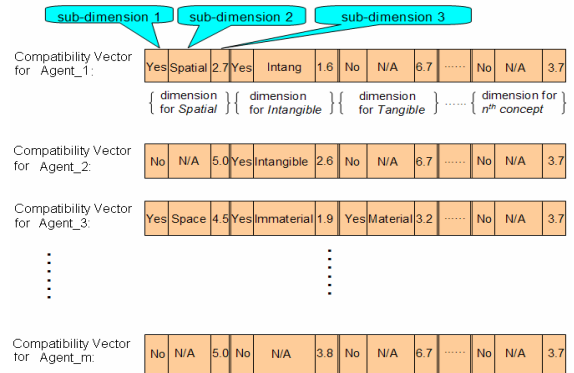 sub-dimension 1 sub-dimension 2 sub-dimension 3
Compatibility Vector for Agent_1:
Yes Spatial 2.7 Yes Intang 1.6 No N/A 6.7 ...... No N/A 3.7
{ dimension for Spatial } { dimension for Intangible } { dimension for Tangible } ...... { dimension for nth concept }
Compatibility Vector for Agent_2:
No N/A 5.0 Yes Intangible 2.6 No N/A 6.7 ...... No N/A 3.7
Compatibility Vector for Agent_3:
Yes Space 4.5 Yes Immaterial 1.9 Yes Material 3.2 ...... No N/A 3.7
Compatibility Vector for Agent_m:
No N/A 5.0 No N/A 3.8 No N/A 6.7 ...... No N/A 3.7